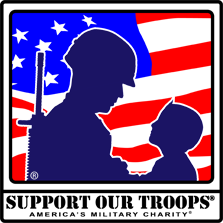 ®
SUPPORT OUR TROOPS®
AMERICA'S MILITARY CHARITY®